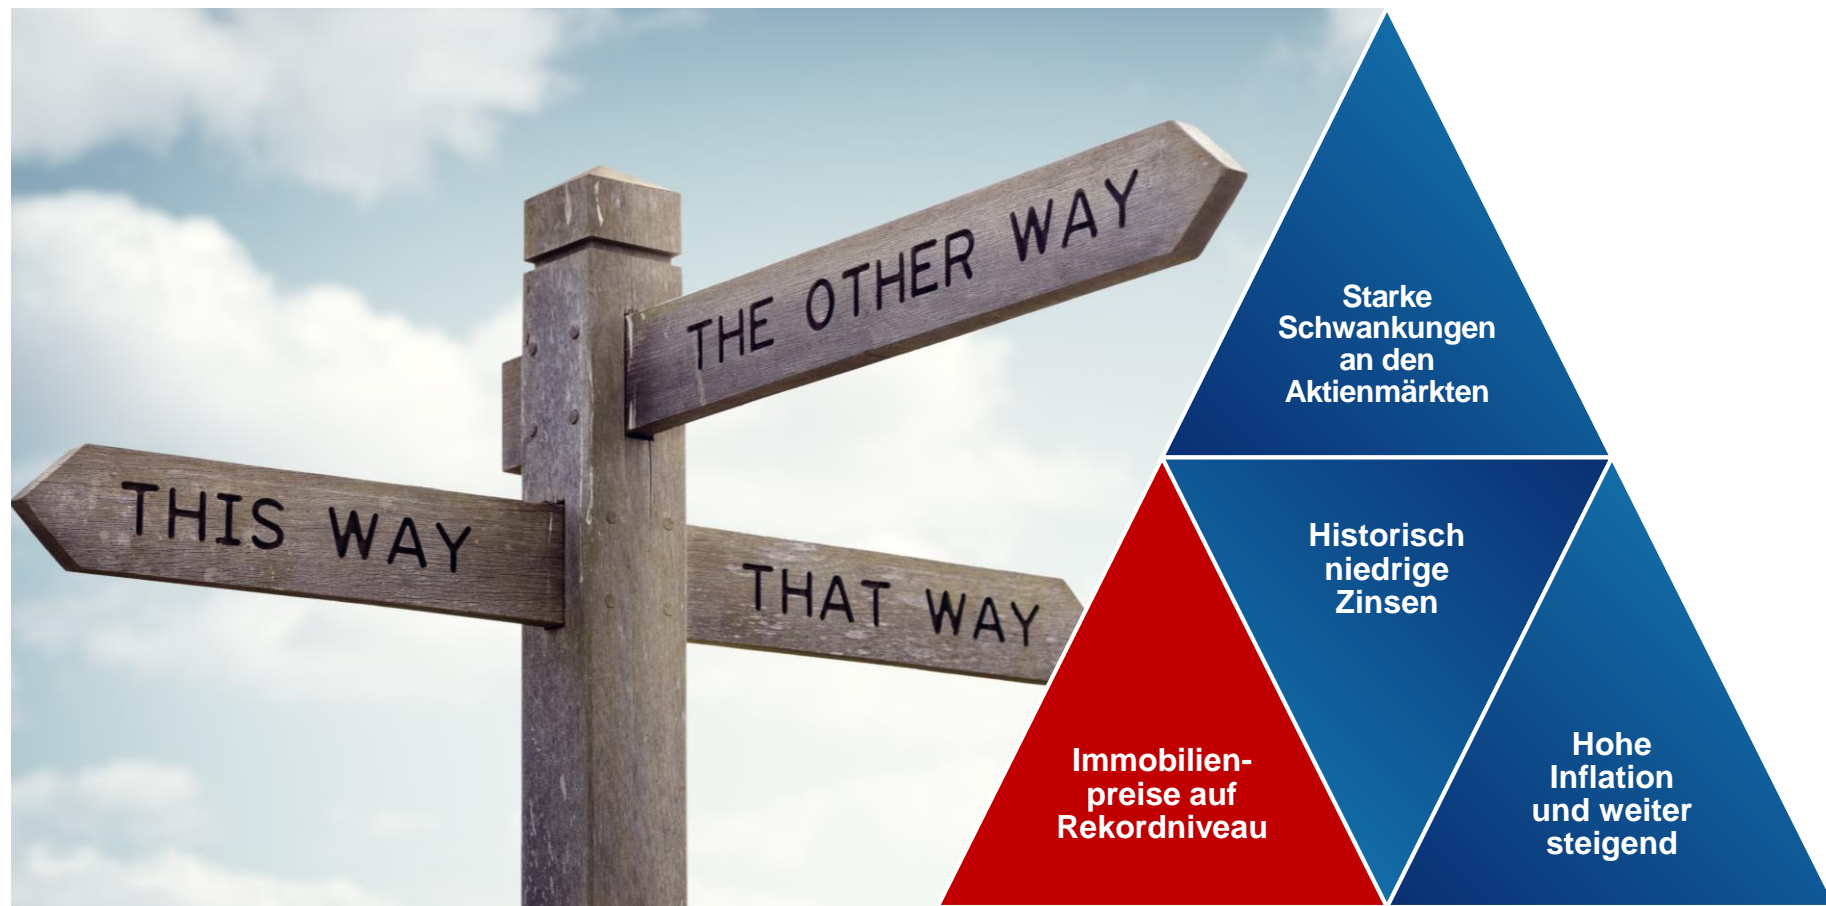 THE OTHER WAY
THIS WAY
THAT WAY
Starke
Schwankungen
an den
Aktienmärkten
Historisch
niedrige
Zinsen
Immobilien-
preise auf
Rekordniveau
Hohe
Inflation
und weiter
steigend